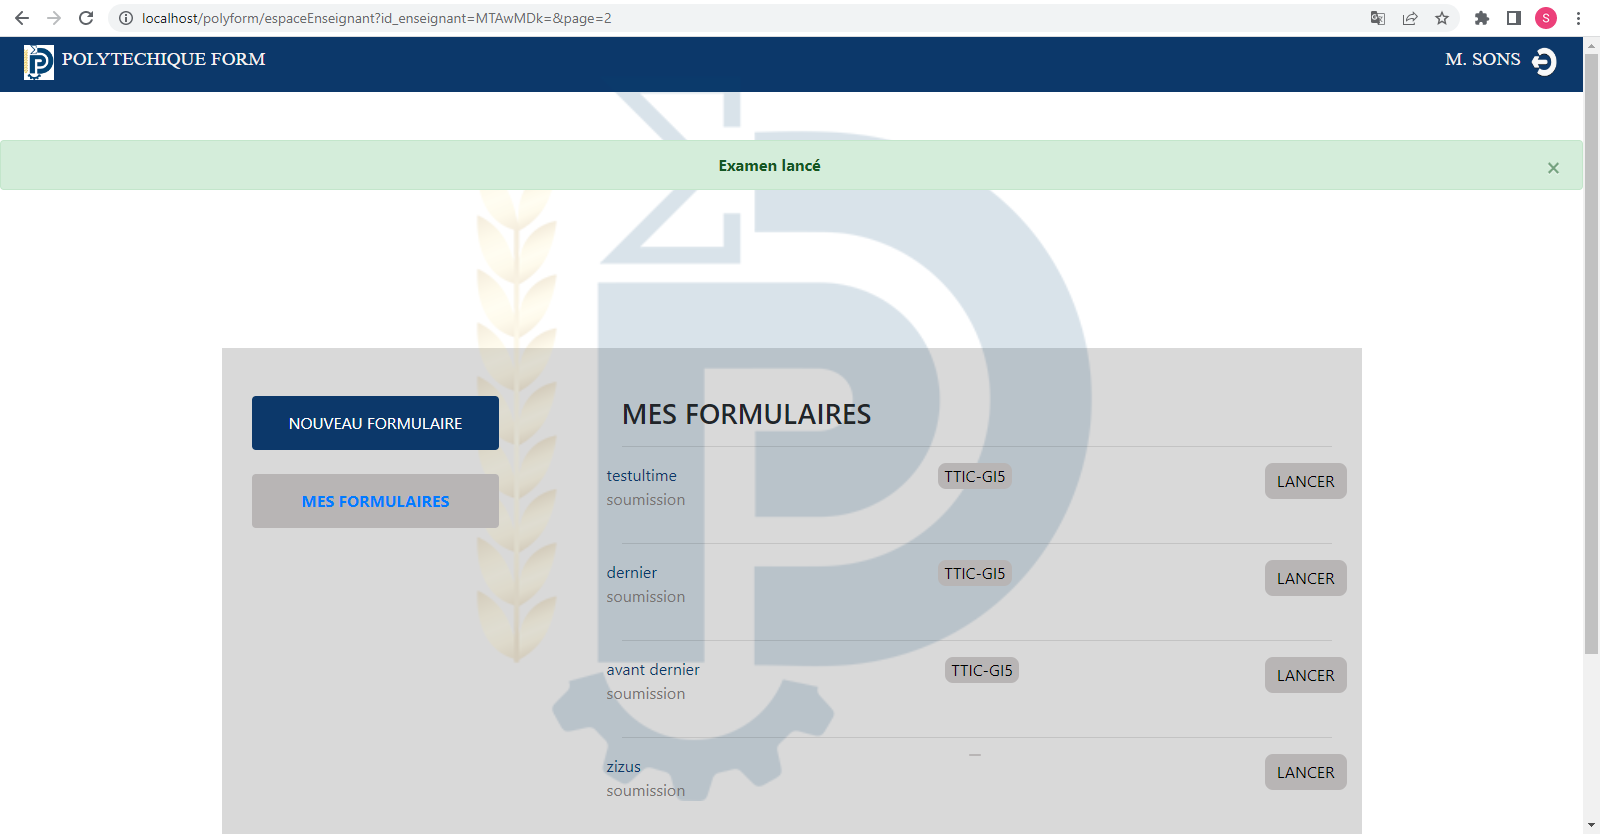 localhost/polyform/espaceEnseignant?id_enseignant=MTAwMDk=&page=2
S
POLYTECHIQUE FORM
M. SONS
Examen lancé
×
NOUVEAU FORMULAIRE
MES FORMULAIRES
MES FORMULAIRES
testultime TTIC-GI5 LANCER
soumission
dernier TTIC-GI5 LANCER
soumission
avant dernier TTIC-GI5 LANCER
soumission
zizus LANCER
soumission